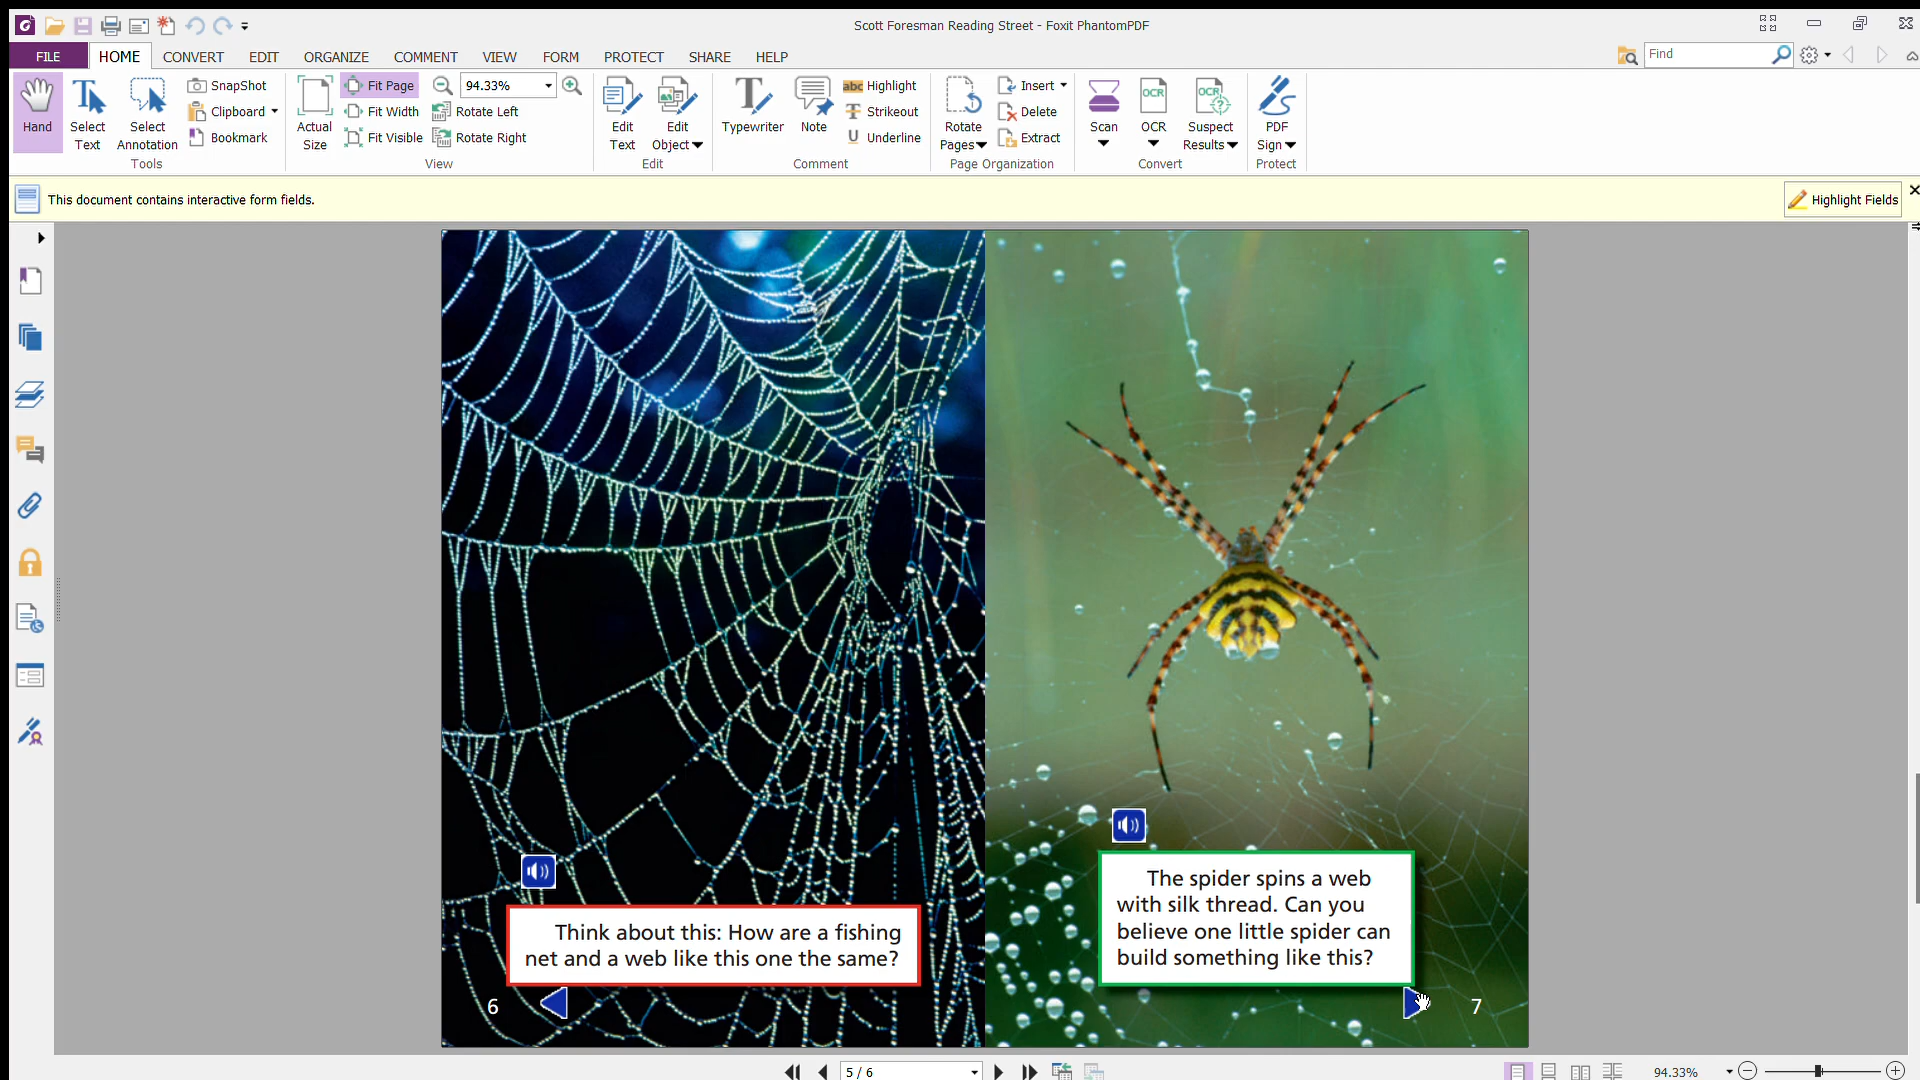 Scott Foresman Reading Street - Foxit PhantomPDF
FILE HOME CONVERT EDIT ORGANIZE COMMENT VIEW FORM PROTECT SHARE HELP
Find
Hand
Select
Text
Select
Annotation
SnapShot
Clipboard
Bookmark
Tools
Actual
Size
Fit Page
Fit Width
Fit Visible
94.33%
Rotate Left
Rotate Right
View
Edit
Text
Edit
Object
Edit
Typewriter
Note
abc Highlight
T Strikeout
U Underline
Comment
Rotate
Pages
Insert
Delete
Extract
Page Organization
Scan
OCR
OCR
OCR
Suspect
Results
Convert
PDF
Sign
Protect
This document contains interactive form fields.
Highlight Fields
Think about this: How are a fishing
net and a web like this one the same?
6
The spider spins a web
with silk thread. Can you
believe one little spider can
build something like this?
7
5 / 6
94.33%